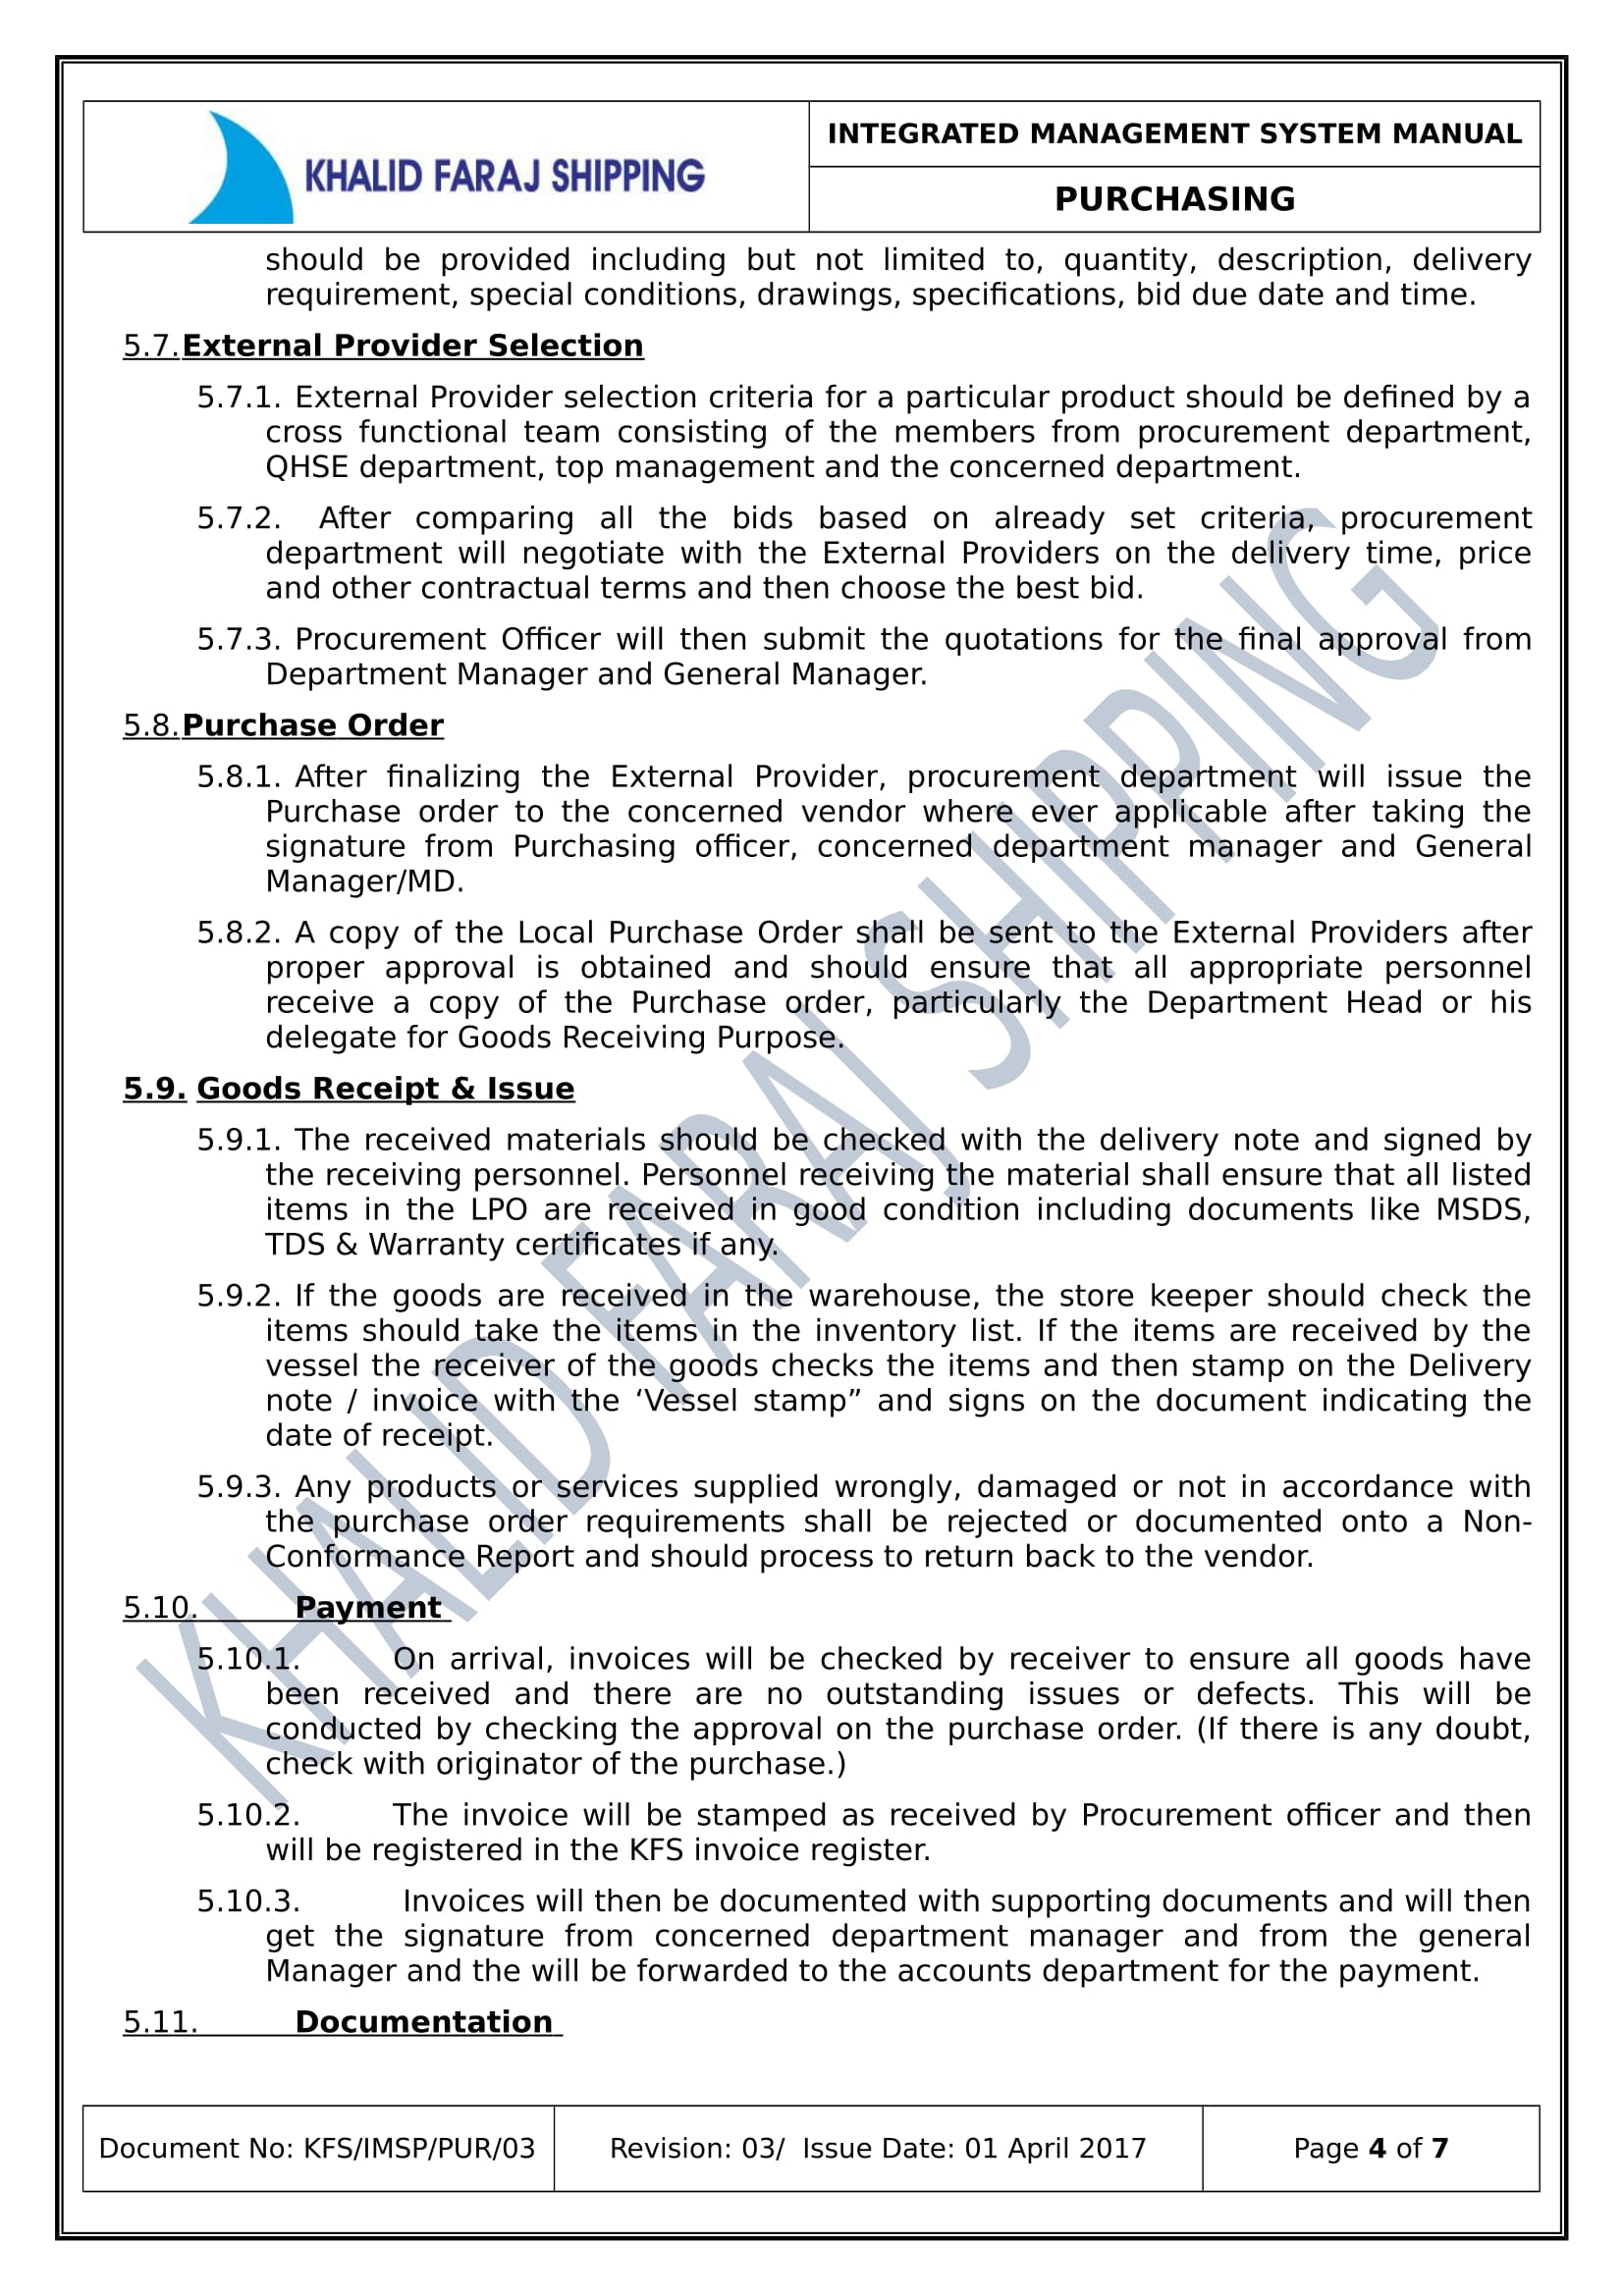 KHALID FARAJ SHIPPING
INTEGRATED MANAGEMENT SYSTEM MANUAL
PURCHASING
should be provided including but not limited to, quantity, description, delivery
requirement, special conditions, drawings, specifications, bid due date and time.
5.7. External Provider Selection
5.7.1. External Provider selection criteria for a particular product should be defined by a
cross functional team consisting of the members from procurement department,
QHSE department, top management and the concerned department.
5.7.2. After comparing all the bids based on already set criteria, procurement
department will negotiate with the External Providers on the delivery time, price
and other contractual terms and then choose the best bid.
5.7.3. Procurement Officer will then submit the quotations for the final approval from
Department Manager and General Manager.
5.8. Purchase Order
5.8.1. After finalizing the External Provider, procurement department will issue the
Purchase order to the concerned vendor where ever applicable after taking the
signature from Purchasing officer, concerned department manager and General
Manager/MD.
5.8.2. A copy of the Local Purchase Order shall be sent to the External Providers after
proper approval is obtained and should ensure that all appropriate personnel
receive a copy of the Purchase order, particularly the Department Head or his
delegate for Goods Receiving Purpose.
5.9. Goods Receipt & Issue
5.9.1. The received materials should be checked with the delivery note and signed by
the receiving personnel. Personnel receiving the material shall ensure that all listed
items in the LPO are received in good condition including documents like MSDS,
TDS & Warranty certificates if any.
5.9.2. If the goods are received in the warehouse, the store keeper should check the
items should take the items in the inventory list. If the items are received by the
vessel the receiver of the goods checks the items and then stamp on the Delivery
note / invoice with the ‘Vessel stamp” and signs on the document indicating the
date of receipt.
5.9.3. Any products or services supplied wrongly, damaged or not in accordance with
the purchase order requirements shall be rejected or documented onto a Non-
Conformance Report and should process to return back to the vendor.
5.10. Payment
5.10.1. On arrival, invoices will be checked by receiver to ensure all goods have
been received and there are no outstanding issues or defects. This will be
conducted by checking the approval on the purchase order. (If there is any doubt,
check with originator of the purchase.)
5.10.2. The invoice will be stamped as received by Procurement officer and then
will be registered in the KFS invoice register.
5.10.3. Invoices will then be documented with supporting documents and will then
get the signature from concerned department manager and from the general
Manager and the will be forwarded to the accounts department for the payment.
5.11. Documentation
KHALID FARAJ SHIPPING
Document No: KFS/IMSP/PUR/03
Revision: 03/ Issue Date: 01 April 2017
Page 4 of 7